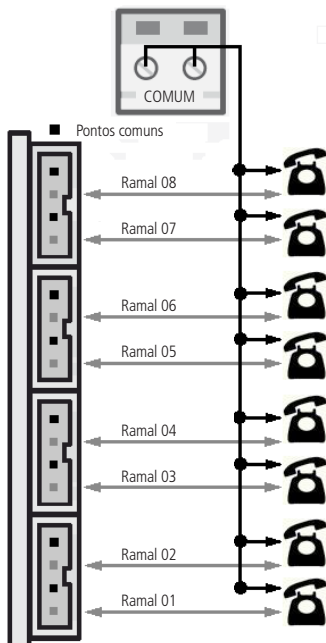 COMUM
Pontos comuns
Ramal 08
Ramal 07
Ramal 06
Ramal 05
Ramal 04
Ramal 03
Ramal 02
Ramal 01